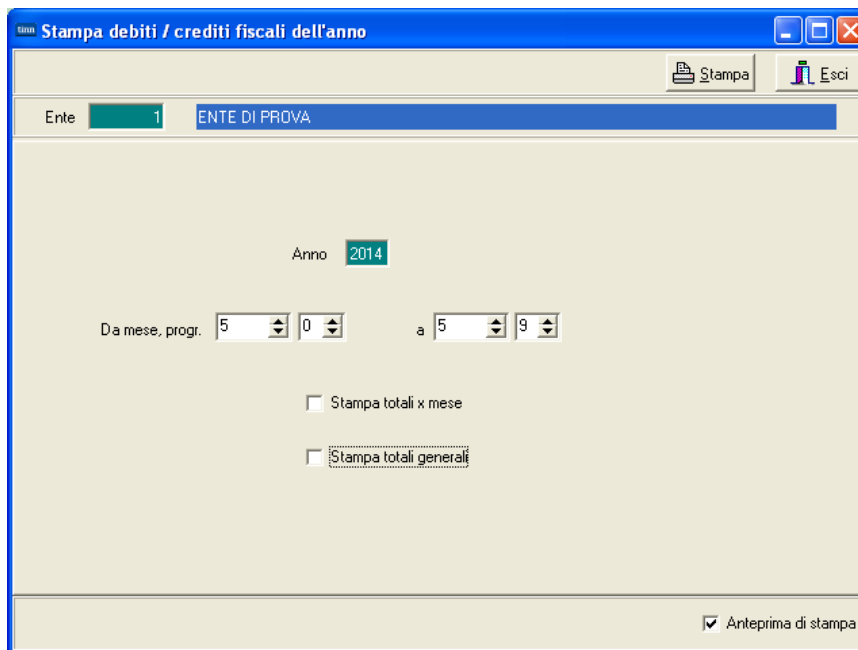 tinn Stampa debiti / crediti fiscali dell'anno
Stampa Esci
Ente 1 ENTE DI PROVA
Anno 2014
Da mese, progr. 5 0 a 5 9
Stampa totali x mese
Stampa totali generali
Anteprima di stampa